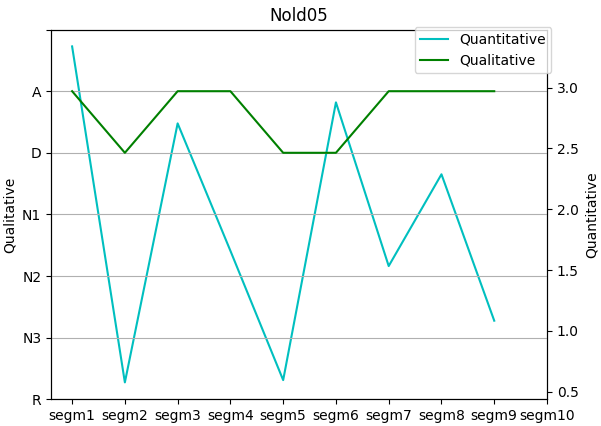 Nold05
Quantitative
Qualitative
A
D
N1
N2
N3
R
Qualitative
3.0
2.5
2.0
1.5
1.0
0.5
Quantitative
segm1 segm2 segm3 segm4 segm5 segm6 segm7 segm8 segm9 segm10